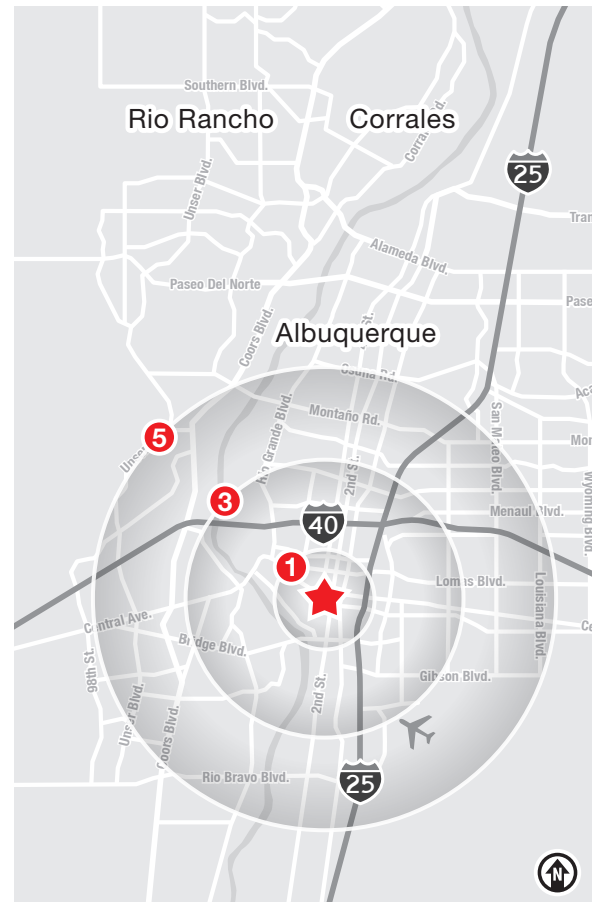 Southern Blvd.
Rio Rancho
Corrales
25
Unser Blvd.
Alameda Blvd.
Paseo Del Norte
Coors Blvd.
Albuquerque
Osuna Rd.
Montaño Rd.
Rio Grande Blvd.
2nd St.
San Mateo Blvd.
5
3
Menaul Blvd.
Wyoming Blvd.
40
1
Lomas Blvd.
Louisiana Blvd.
Central Ave.
Bridge Blvd.
98th St.
Gibson Blvd.
2nd St.
Unser Blvd.
Coors Blvd.
Rio Bravo Blvd.
25
N